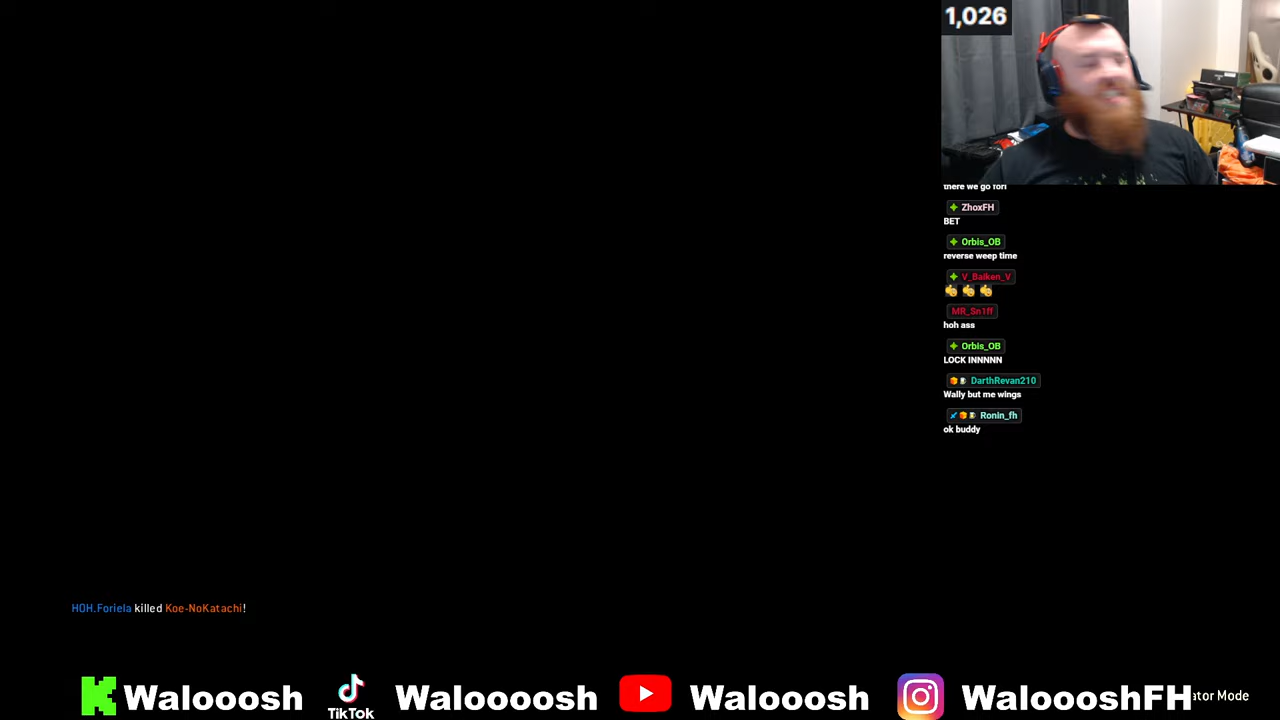 1,026
there we go fori
ZhoxFH
BET
Orbis_OB
reverse weep time
V_Balken_V
MR_Sn1ff
hoh ass
Orbis_OB
LOCK INNNNN
DarthRevan210
Wally but me wings
Ronin_fh
ok buddy
HOH.Foriela killed Koe-NoKatachi!
Walooosh
TikTok
Waloooosh
Walooosh
WaloooshFH
ator Mode